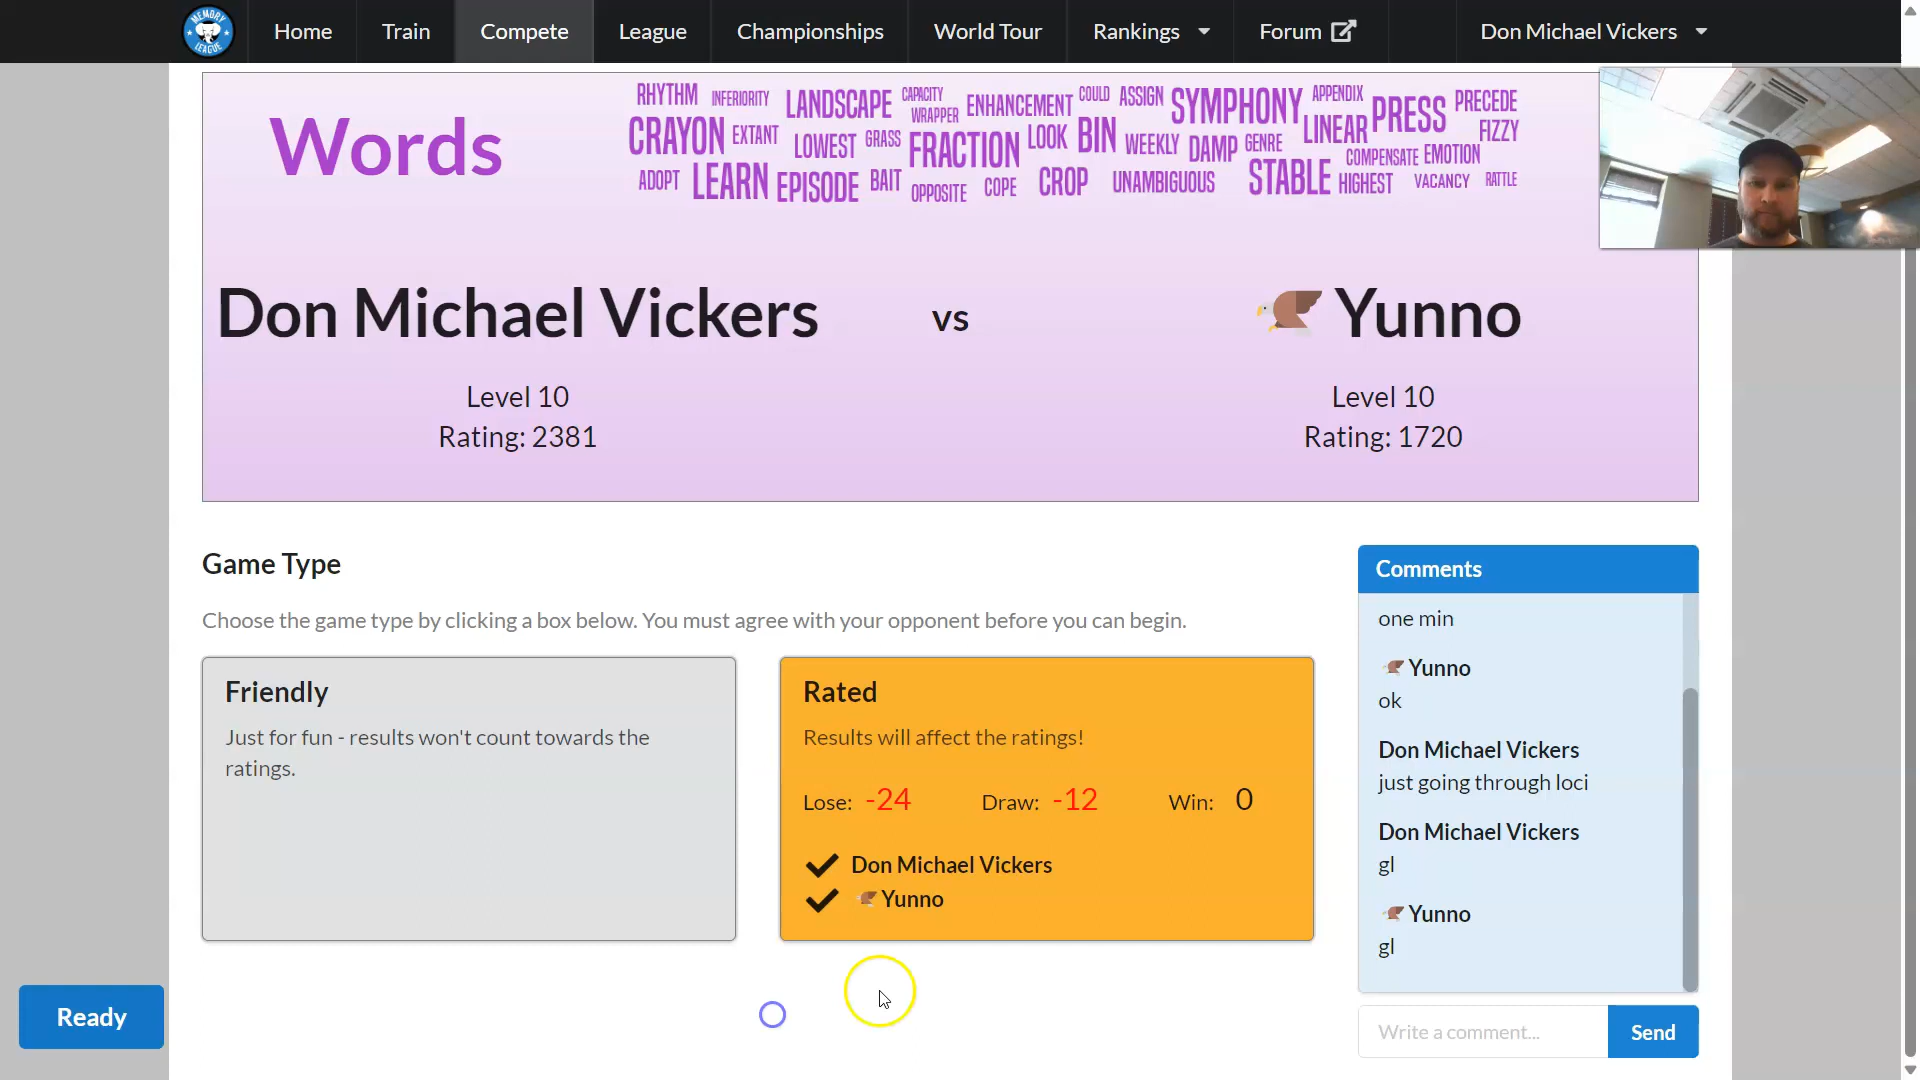 MEMORY LEAGUE
Home Train Compete League Championships World Tour Rankings Forum Don Michael Vickers
Words
RHYTHM INFERIORITY LANDSCAPE CAPACITY WRAPPER ENHANCEMENT COULD ASSIGN SYMPHONY APPENDIX PRESS PRECEDE
CRAYON EXTANT LOWEST GRASS FRACTION LOOK BIN WEEKLY DAMP GENRE LINEAR COMPENSATE EMOTION FIZZY
ADOPT LEARN EPISODE BAIT OPPOSITE COPE CROP UNAMBIGUOUS STABLE HIGHEST VACANCY RATTLE
Don Michael Vickers vs Yunno
Level 10 Level 10
Rating: 2381 Rating: 1720
Game Type
Choose the game type by clicking a box below. You must agree with your opponent before you can begin.
Friendly
Just for fun - results won't count towards the
ratings.
Rated
Results will affect the ratings!
Lose: -24 Draw: -12 Win: 0
Don Michael Vickers
Yunno
Comments
one min
Yunno
ok
Don Michael Vickers
just going through loci
Don Michael Vickers
gl
Yunno
gl
Write a comment... Send
Ready